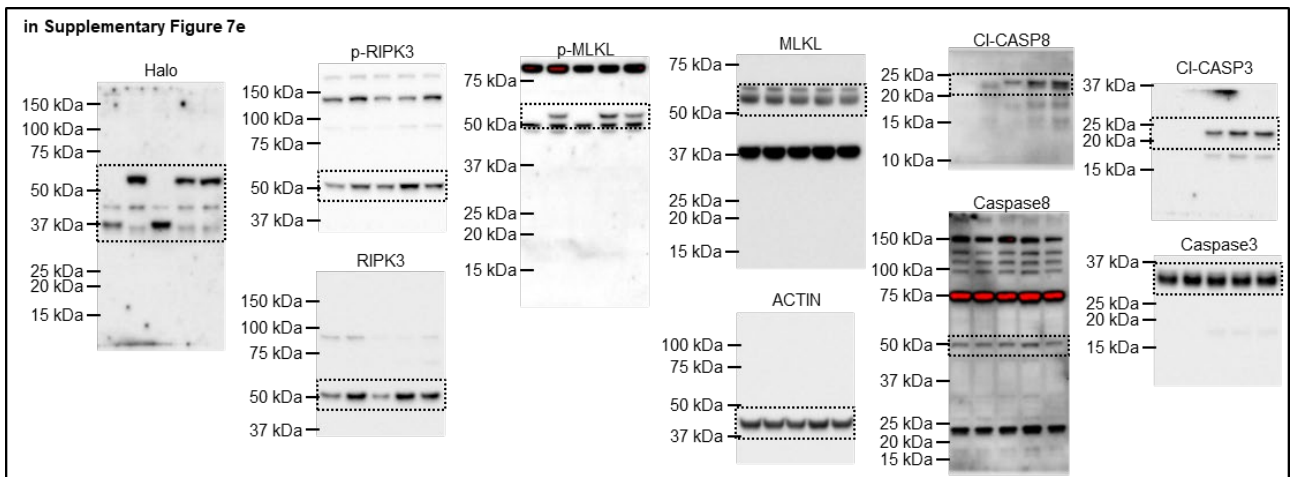 in Supplementary Figure 7e
Halo
150 kDa
100 kDa
75 kDa
50 kDa
37 kDa
25 kDa
20 kDa
15 kDa
p-RIPK3
150 kDa
100 kDa
75 kDa
50 kDa
37 kDa
RIPK3
150 kDa
100 kDa
75 kDa
50 kDa
37 kDa
p-MLKL
75 kDa
50 kDa
37 kDa
25 kDa
20 kDa
15 kDa
MLKL
75 kDa
50 kDa
37 kDa
25 kDa
20 kDa
15 kDa
ACTIN
100 kDa
75 kDa
50 kDa
37 kDa
Cl-CASP8
25 kDa
20 kDa
15 kDa
10 kDa
Caspase8
150 kDa
100 kDa
75 kDa
50 kDa
37 kDa
25 kDa
20 kDa
15 kDa
Cl-CASP3
37 kDa
25 kDa
20 kDa
15 kDa
Caspase3
37 kDa
25 kDa
20 kDa
15 kDa